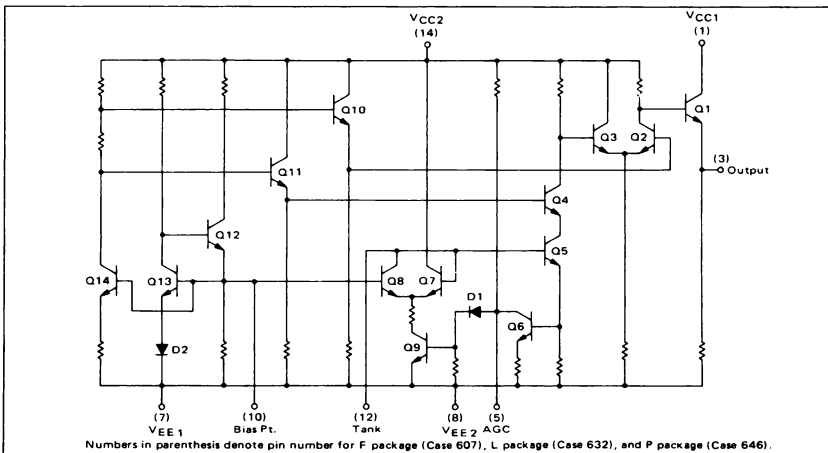 VCC2
(14)
VCC1
(1)
Q10
Q1
Q3
Q2
(3)
Output
Q11
Q4
Q12
Q5
Q14
Q13
Q8
Q7
D1
Q6
D2
Q9
(7)
VEE1
(10)
Bias Pt.
(12)
Tank
(8)
VEE2
(5)
AGC
Numbers in parenthesis denote pin number for F package (Case 607), L package (Case 632), and P package (Case 646).